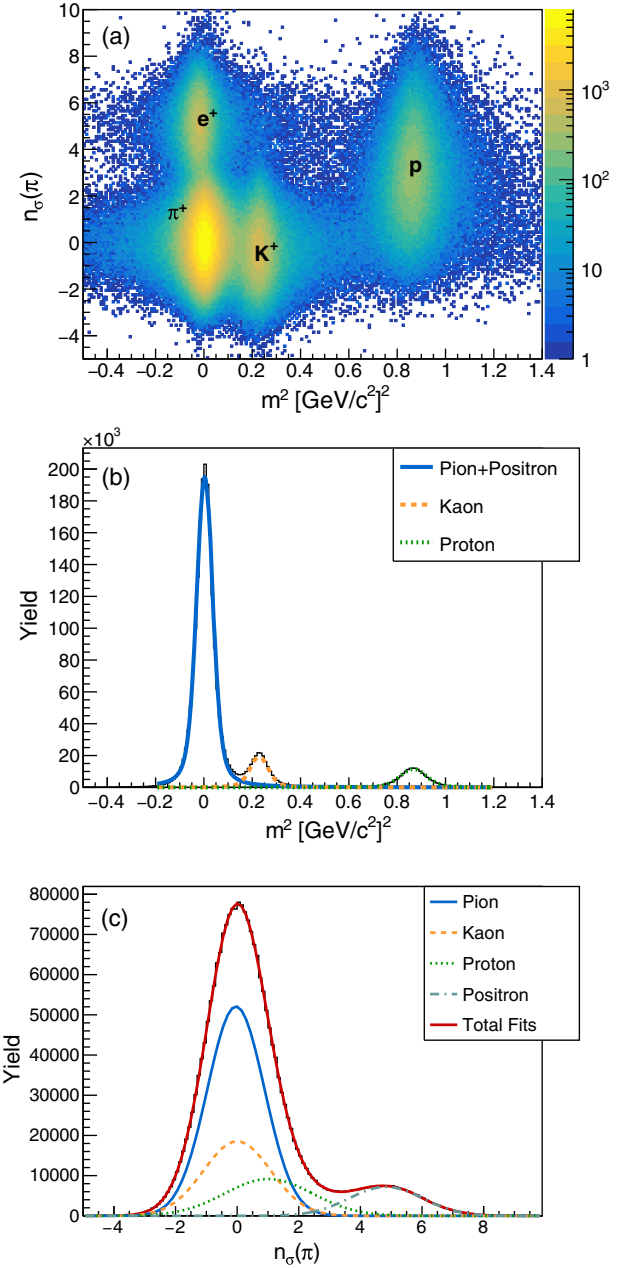 (a)
10
8
6
4
2
0
−2
−4
nσ(π)
e⁺
π⁺
K⁺
p
10³
10²
10
1
−0.4 −0.2 0 0.2 0.4 0.6 0.8 1 1.2 1.4
m² [GeV/c²]²
×10³
(b)
200
180
160
140
120
100
80
60
40
20
0
Yield
Pion+Positron
Kaon
Proton
−0.4 −0.2 0 0.2 0.4 0.6 0.8 1 1.2 1.4
m² [GeV/c²]²
(c)
80000
70000
60000
50000
40000
30000
20000
10000
0
Yield
Pion
Kaon
Proton
Positron
Total Fits
−4 −2 0 2 4 6 8
nσ(π)